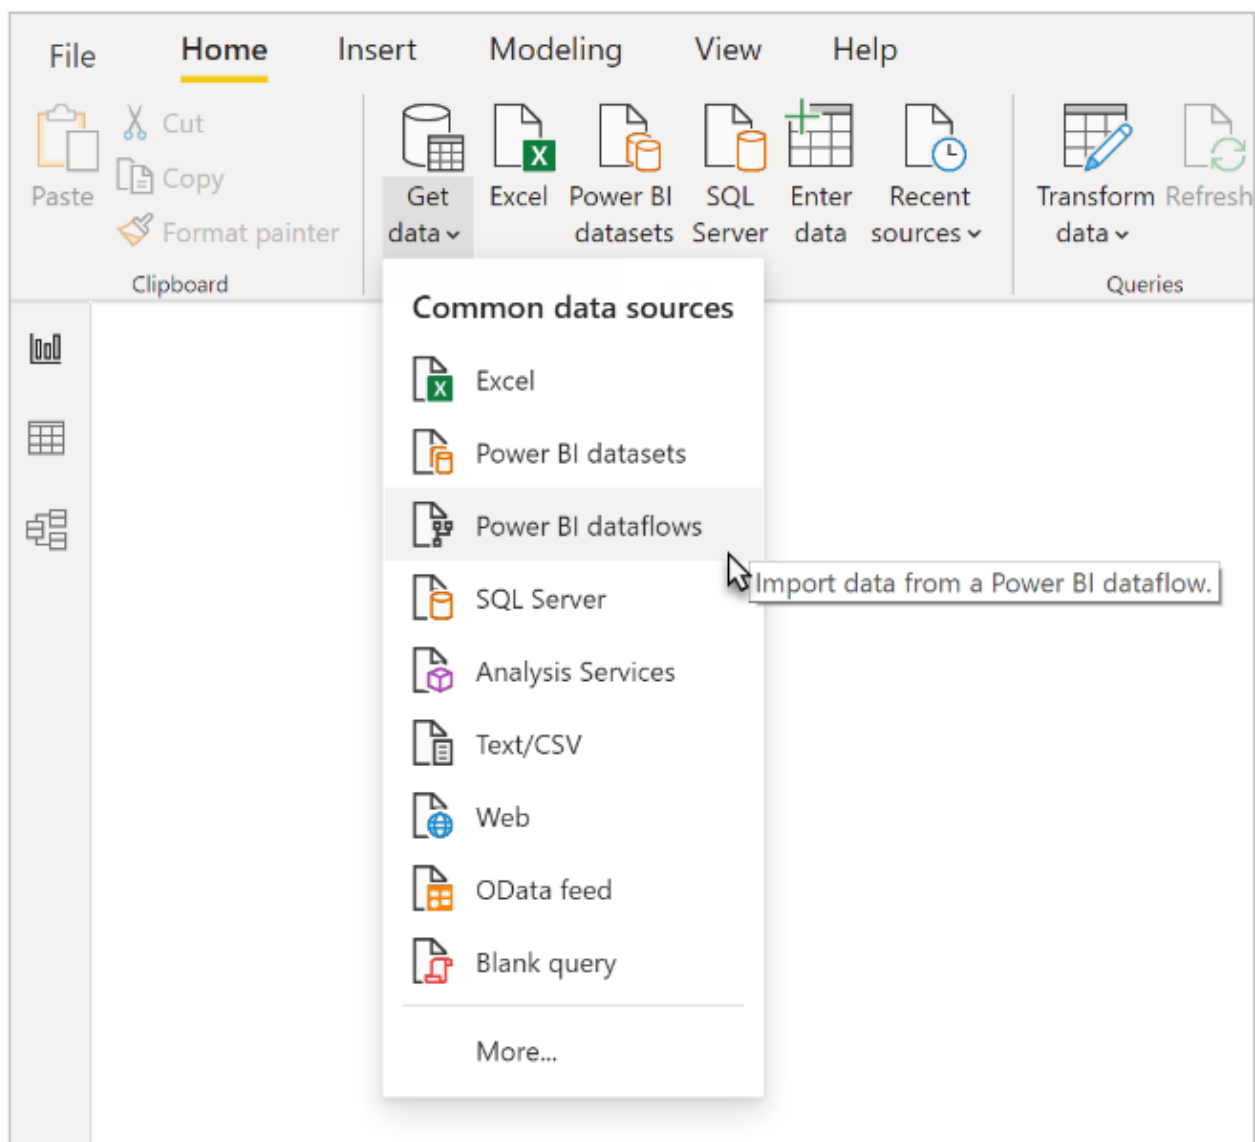 File Home Insert Modeling View Help
Paste
Cut
Copy
Format painter
Clipboard
Get data
Excel
Power BI datasets
SQL Server
Enter data
Recent sources
Transform data
Refresh
Queries
Common data sources
Excel
Power BI datasets
Power BI dataflows
Import data from a Power BI dataflow.
SQL Server
Analysis Services
Text/CSV
Web
OData feed
Blank query
More...